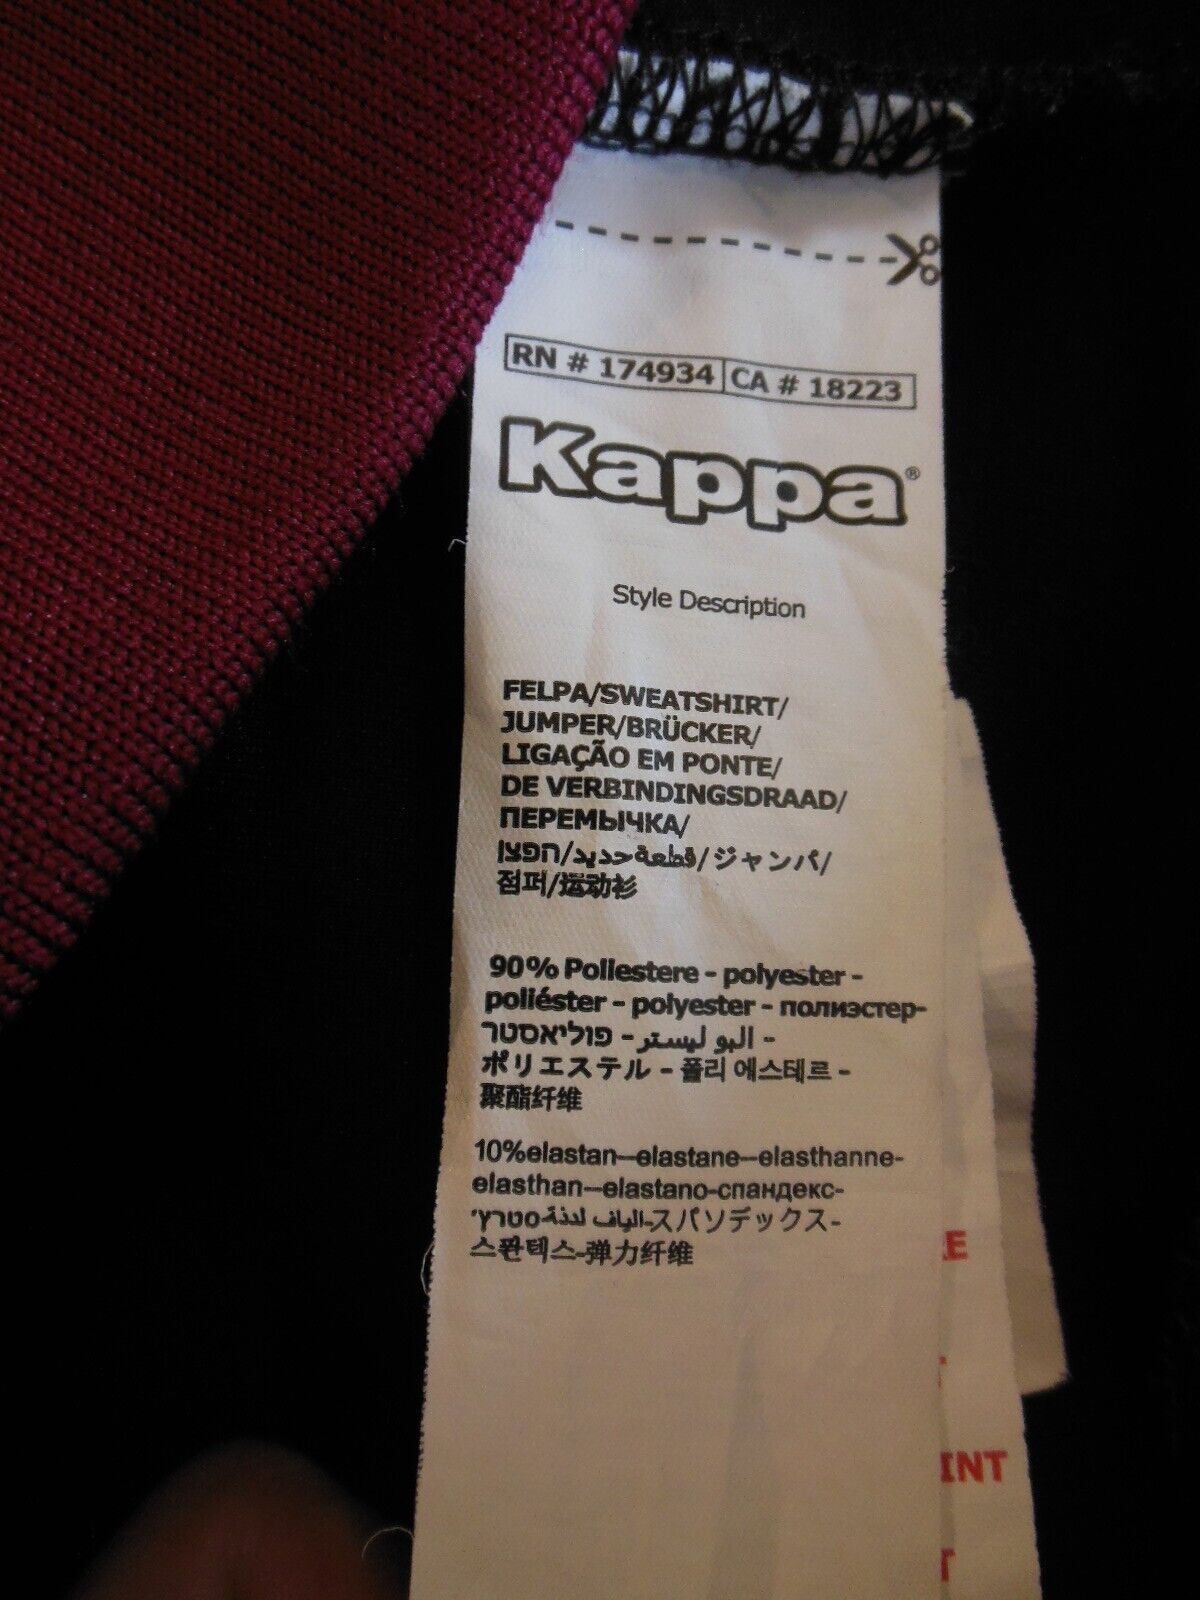 RN # 174934 CA # 18223
Kappa®
Style Description
FELPA/SWEATSHIRT/
JUMPER/BRÜCKER/
LIGAÇÃO EM PONTE/
DE VERBINDINGSDRAAD/
ПЕРЕМЫЧКА/
הפצן/قطعة حديد/ジャンパ/
점퍼/运动衫
90% Poliestere - polyester -
poliéster - polyester - полиэстер-
פוליאסטר - البو ليستر -
ポリエステル - 폴리 에스테르 -
聚酯纤维
10%elastan--elastane--elasthanne-
elasthan--elastano-спандекс-
סטרץ'-الياف لدنة-スパソデックス-
스판텍스-弹力纤维
INT